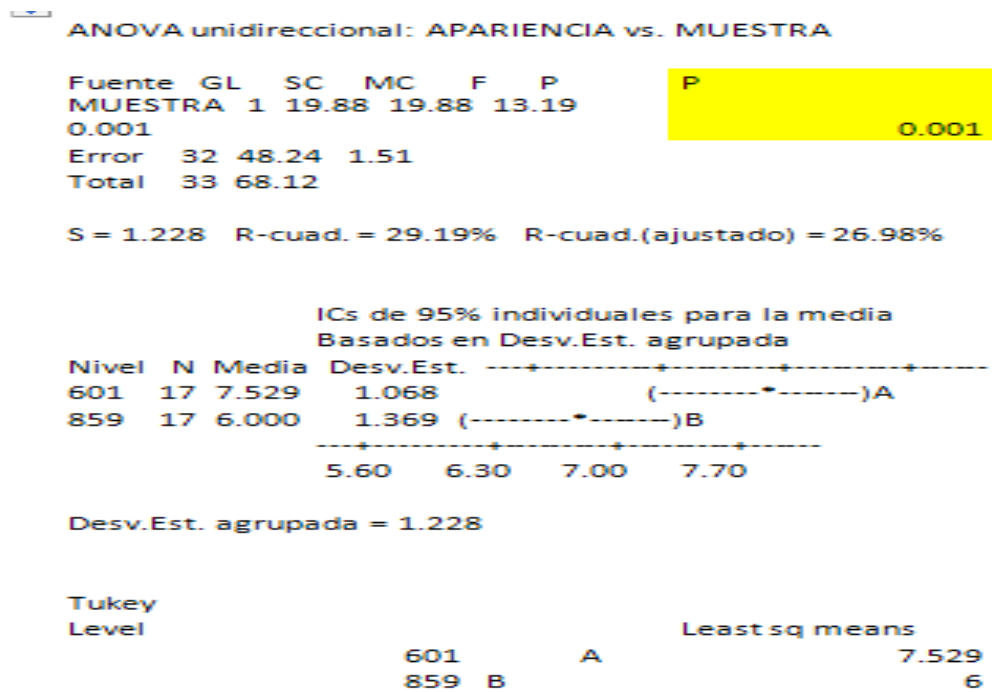 ANOVA unidireccional: APARIENCIA vs. MUESTRA
Fuente GL SC MC F P P
MUESTRA 1 19.88 19.88 13.19
0.001 0.001
Error 32 48.24 1.51
Total 33 68.12
S = 1.228 R-cuad. = 29.19% R-cuad.(ajustado) = 26.98%
ICs de 95% individuales para la media
Basados en Desv.Est. agrupada
Nivel N Media Desv.Est. ---+---------+---------+---------+------
601 17 7.529 1.068 (--------*-------)A
859 17 6.000 1.369 (--------*-------)B
---+---------+---------+---------+------
5.60 6.30 7.00 7.70
Desv.Est. agrupada = 1.228
Tukey
Level Least sq means
601 A 7.529
859 B 6